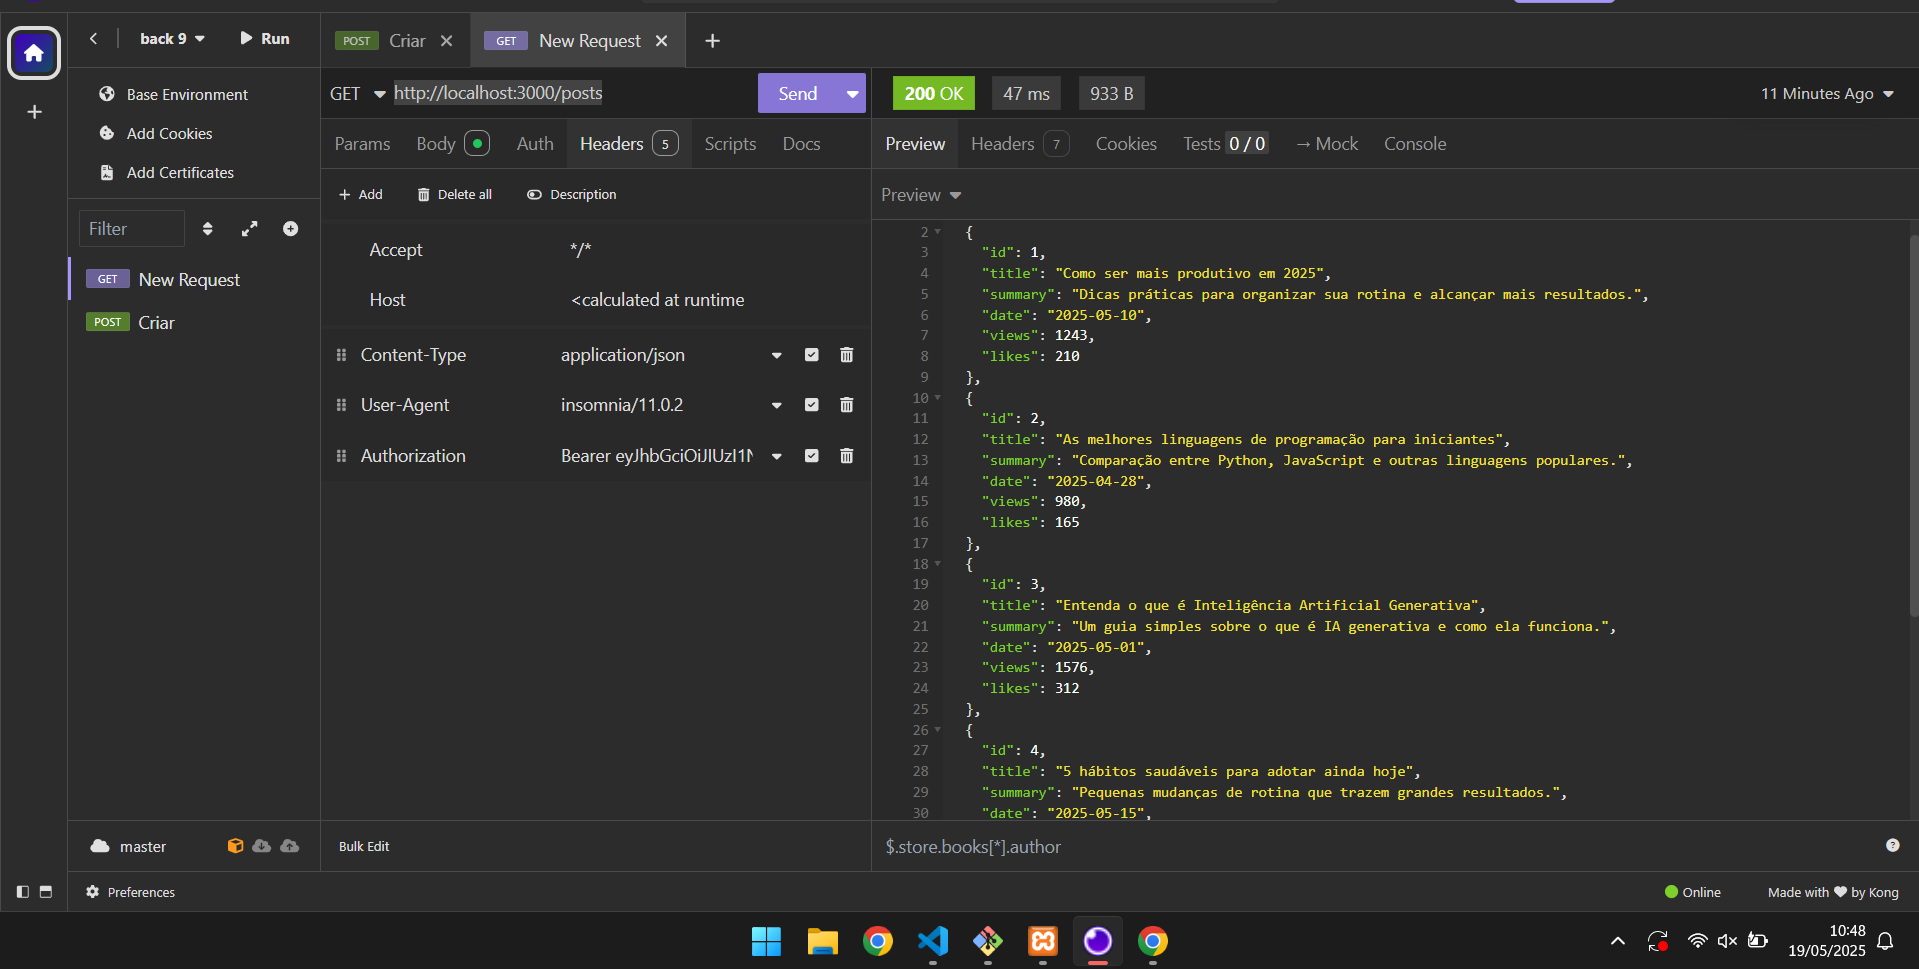 back 9
Run
Base Environment
Add Cookies
Add Certificates
Filter
GET New Request
POST Criar
master
Preferences
POST Criar
GET New Request
GET http://localhost:3000/posts Send
Params Body Auth Headers 5 Scripts Docs
Add Delete all Description
Accept */*
Host <calculated at runtime
Content-Type application/json
User-Agent insomnia/11.0.2
Authorization Bearer eyJhbGciOiJIUzI1N
Bulk Edit
200 OK 47 ms 933 B 11 Minutes Ago
Preview Headers 7 Cookies Tests 0 / 0 → Mock Console
Preview
2 {
3 "id": 1,
4 "title": "Como ser mais produtivo em 2025",
5 "summary": "Dicas práticas para organizar sua rotina e alcançar mais resultados.",
6 "date": "2025-05-10",
7 "views": 1243,
8 "likes": 210
9 },
10 {
11 "id": 2,
12 "title": "As melhores linguagens de programação para iniciantes",
13 "summary": "Comparação entre Python, JavaScript e outras linguagens populares.",
14 "date": "2025-04-28",
15 "views": 980,
16 "likes": 165
17 },
18 {
19 "id": 3,
20 "title": "Entenda o que é Inteligência Artificial Generativa",
21 "summary": "Um guia simples sobre o que é IA generativa e como ela funciona.",
22 "date": "2025-05-01",
23 "views": 1576,
24 "likes": 312
25 },
26 {
27 "id": 4,
28 "title": "5 hábitos saudáveis para adotar ainda hoje",
29 "summary": "Pequenas mudanças de rotina que trazem grandes resultados.",
30 "date": "2025-05-15",
$.store.books[*].author
Online Made with ❤ by Kong
10:48
19/05/2025